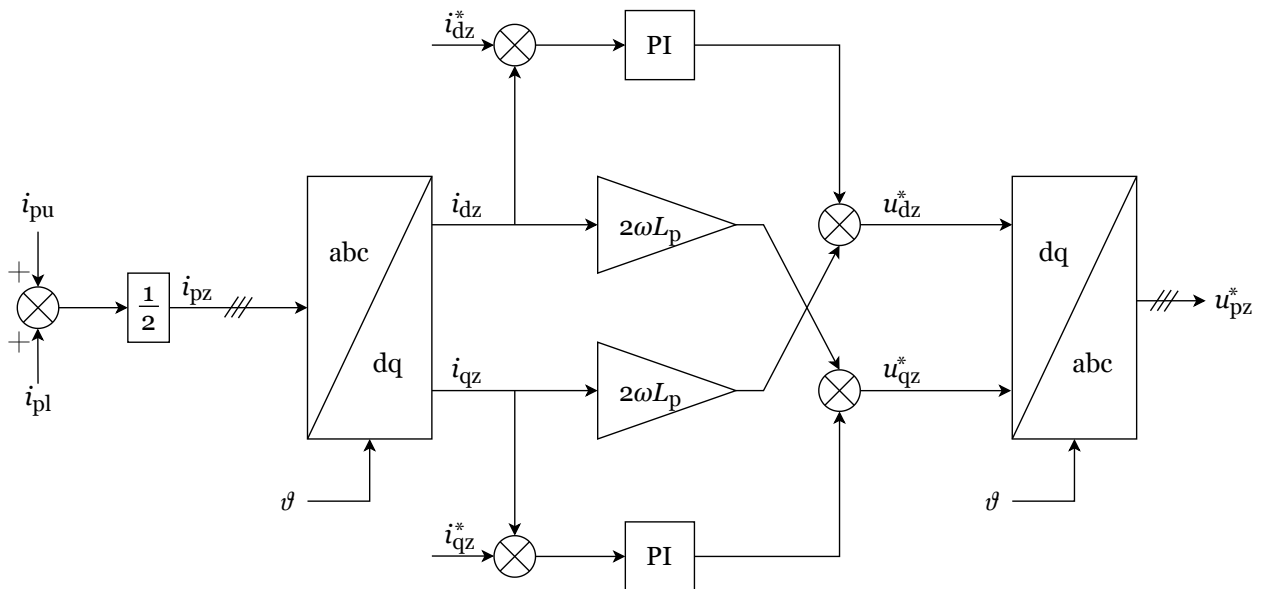 i*dz
PI
ipu
+
+
ipl
1
2
ipz
abc
dq
ϑ
idz
2ωLp
iqz
2ωLp
i*qz
PI
u*dz
u*qz
dq
abc
ϑ
u*pz